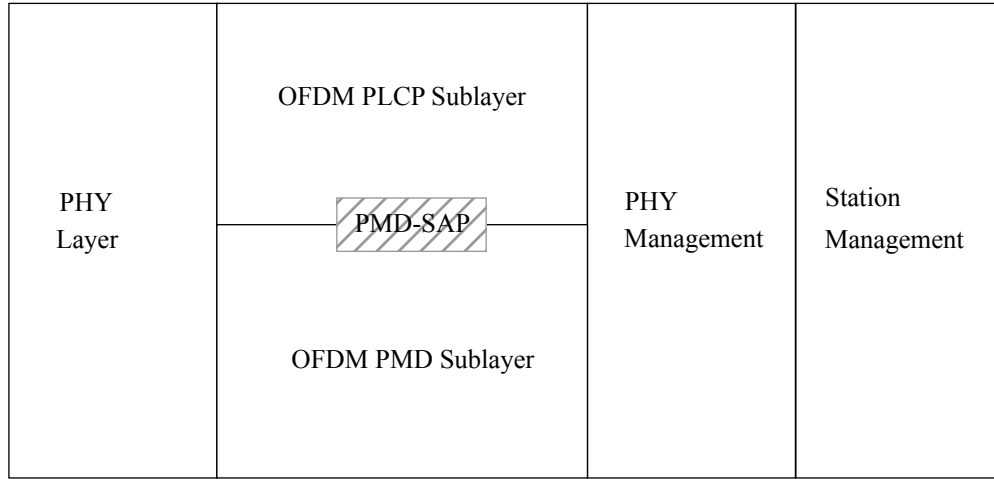 OFDM PLCP Sublayer
PHY
Layer
PMD-SAP
PHY
Management
Station
Management
OFDM PMD Sublayer